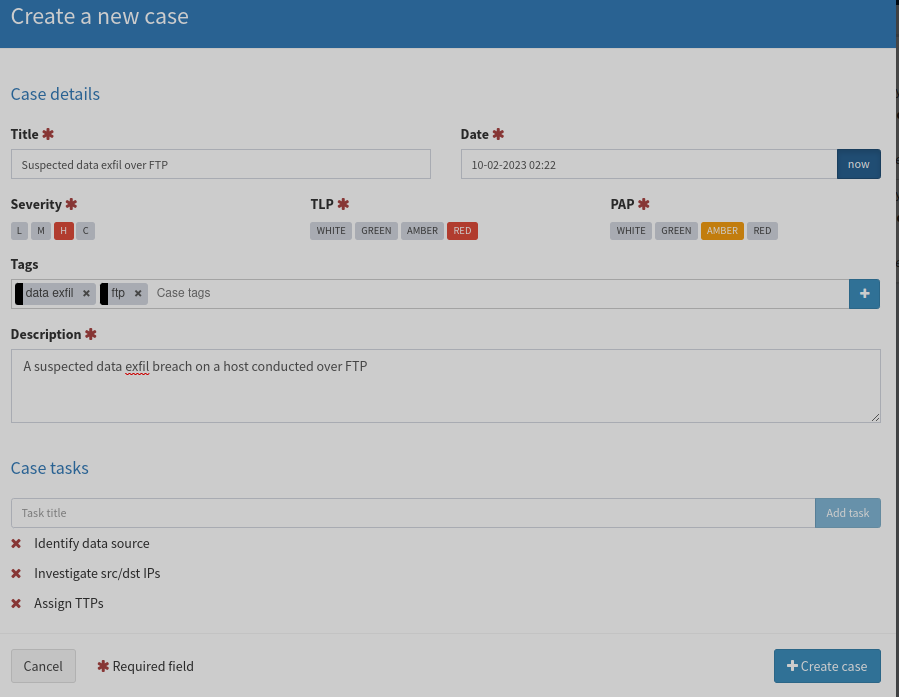 Create a new case
Case details
Title ✱ Date ✱
Suspected data exfil over FTP 10-02-2023 02:22 now
Severity ✱ TLP ✱ PAP ✱
L M H C WHITE GREEN AMBER RED WHITE GREEN AMBER RED
Tags
data exfil × ftp × Case tags +
Description ✱
A suspected data exfil breach on a host conducted over FTP
Case tasks
Task title Add task
× Identify data source
× Investigate src/dst IPs
× Assign TTPs
Cancel ✱ Required field + Create case